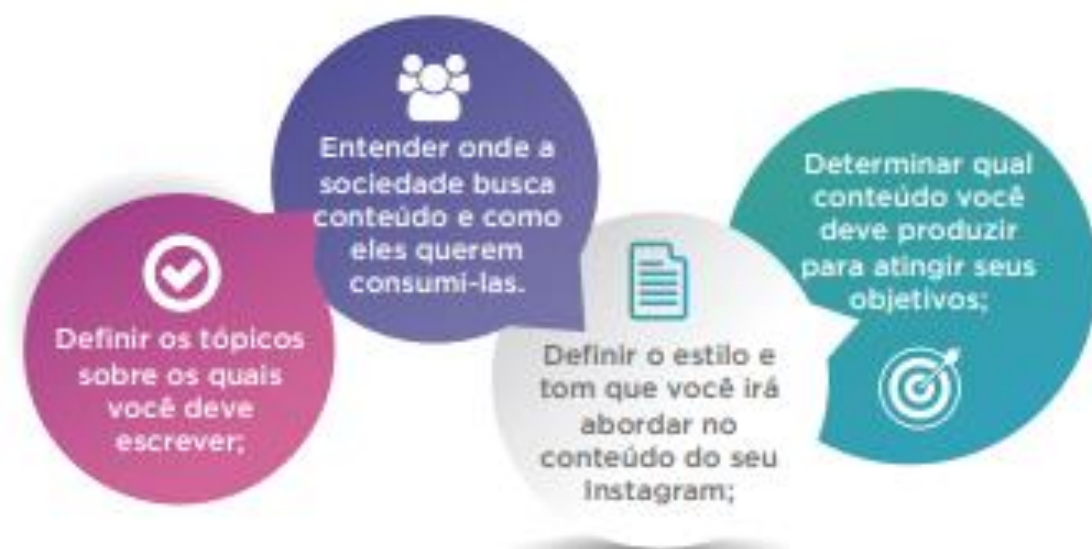 Definir os tópicos
sobre os quais
você deve
escrever;
Entender onde a
sociedade busca
conteúdo e como
eles querem
consumi-las.
Definir o estilo e
tom que você irá
abordar no
conteúdo do seu
Instagram;
Determinar qual
conteúdo você
deve produzir
para atingir seus
objetivos;